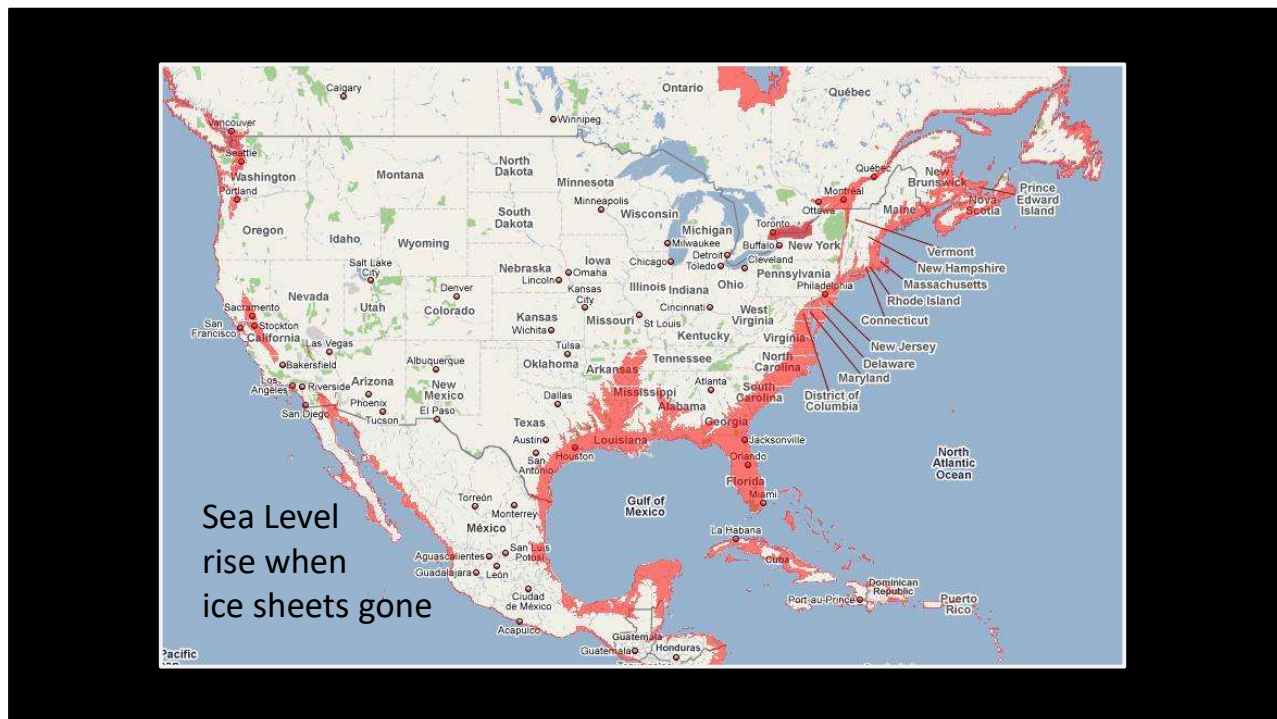 Calgary
Ontario
Québec
Vancouver
Winnipeg
Seattle
Washington
Montana
North
Dakota
Minnesota
Québec
New
Brunswick
Prince
Edward
Island
Portland
Minneapolis
Montréal
Ottawa
Maine
Nova
Scotia
Oregon
Idaho
Wyoming
South
Dakota
Wisconsin
Michigan
Toronto
Buffalo
New York
Vermont
Milwaukee
Detroit
New Hampshire
Salt Lake
City
Nebraska
Iowa
Omaha
Lincoln
Chicago
Toledo
Cleveland
Pennsylvania
Massachusetts
Rhode Island
Nevada
Utah
Denver
Colorado
Kansas
City
Illinois
Indiana
Ohio
Philadelphia
Connecticut
Sacramento
San
Francisco
Stockton
California
Kansas
Wichita
Missouri
St Louis
Cincinnati
West
Virginia
Kentucky
Virginia
New Jersey
Delaware
Maryland
District of
Columbia
Las Vegas
Bakersfield
Tulsa
Oklahoma
Albuquerque
Arkansas
Tennessee
North
Carolina
Los
Angeles
Riverside
Arizona
Phoenix
New
Mexico
Atlanta
South
Carolina
San Diego
Tucson
El Paso
Dallas
Mississippi
Alabama
Georgia
Texas
Austin
Louisiana
Jacksonville
San
Antonio
Houston
Orlando
Florida
North
Atlantic
Ocean
Torreón
Monterrey
Gulf of
Mexico
Miami
México
La Habana
Cuba
Aguascalientes
San Luis
Potosí
Guadalajara
León
Ciudad
de México
Acapulco
Port-au-Prince
Dominican
Republic
Puerto
Rico
Guatemala
Guatemala
Honduras
Pacific
Sea Level
rise when
ice sheets gone